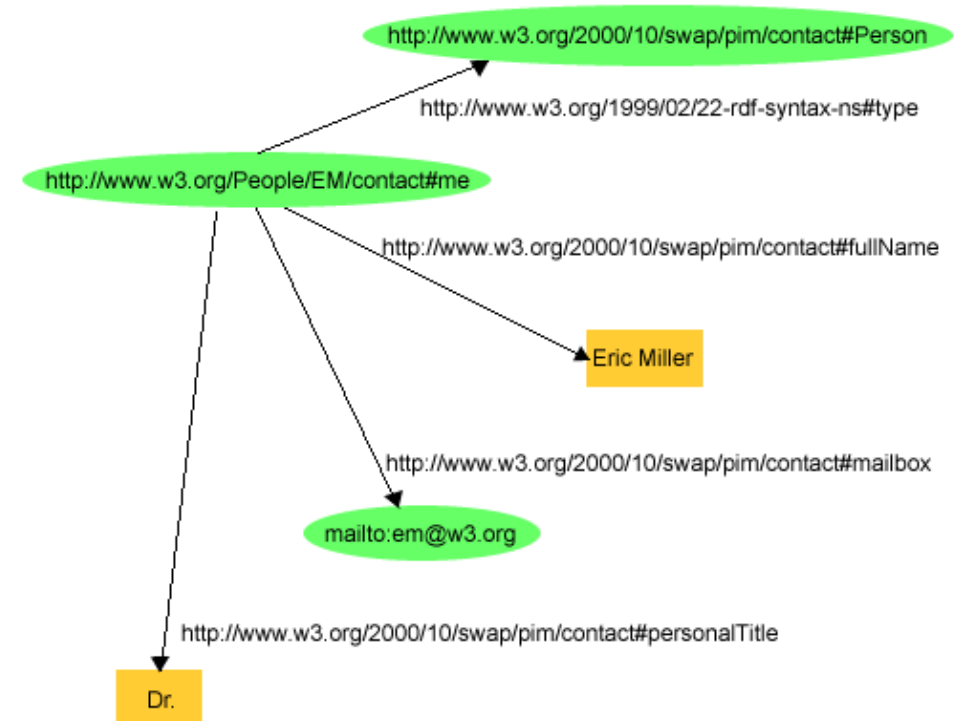 http://www.w3.org/2000/10/swap/pim/contact#Person
http://www.w3.org/1999/02/22-rdf-syntax-ns#type
http://www.w3.org/People/EM/contact#me
http://www.w3.org/2000/10/swap/pim/contact#fullName
Eric Miller
http://www.w3.org/2000/10/swap/pim/contact#mailbox
mailto:em@w3.org
http://www.w3.org/2000/10/swap/pim/contact#personalTitle
Dr.